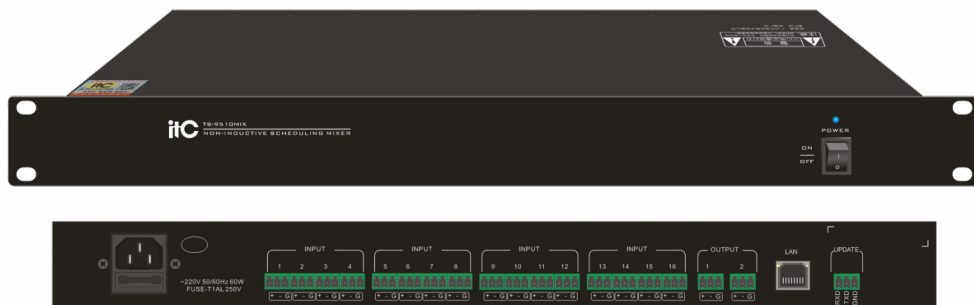 itC TS-9510MIX
NON-INDUCTIVE SCHEDULING MIXER
POWER
ON
OFF
INPUT INPUT INPUT INPUT OUTPUT LAN UPDATE
1 2 3 4 5 6 7 8 9 10 11 12 13 14 15 16 1 2
~220V 50/60Hz 60W
FUSE-T1AL 250V
+ - G + - G + - G + - G + - G + - G + - G + - G + - G + - G + - G + - G + - G + - G + - G + - G + - G + - G
RXD
TXD
GND